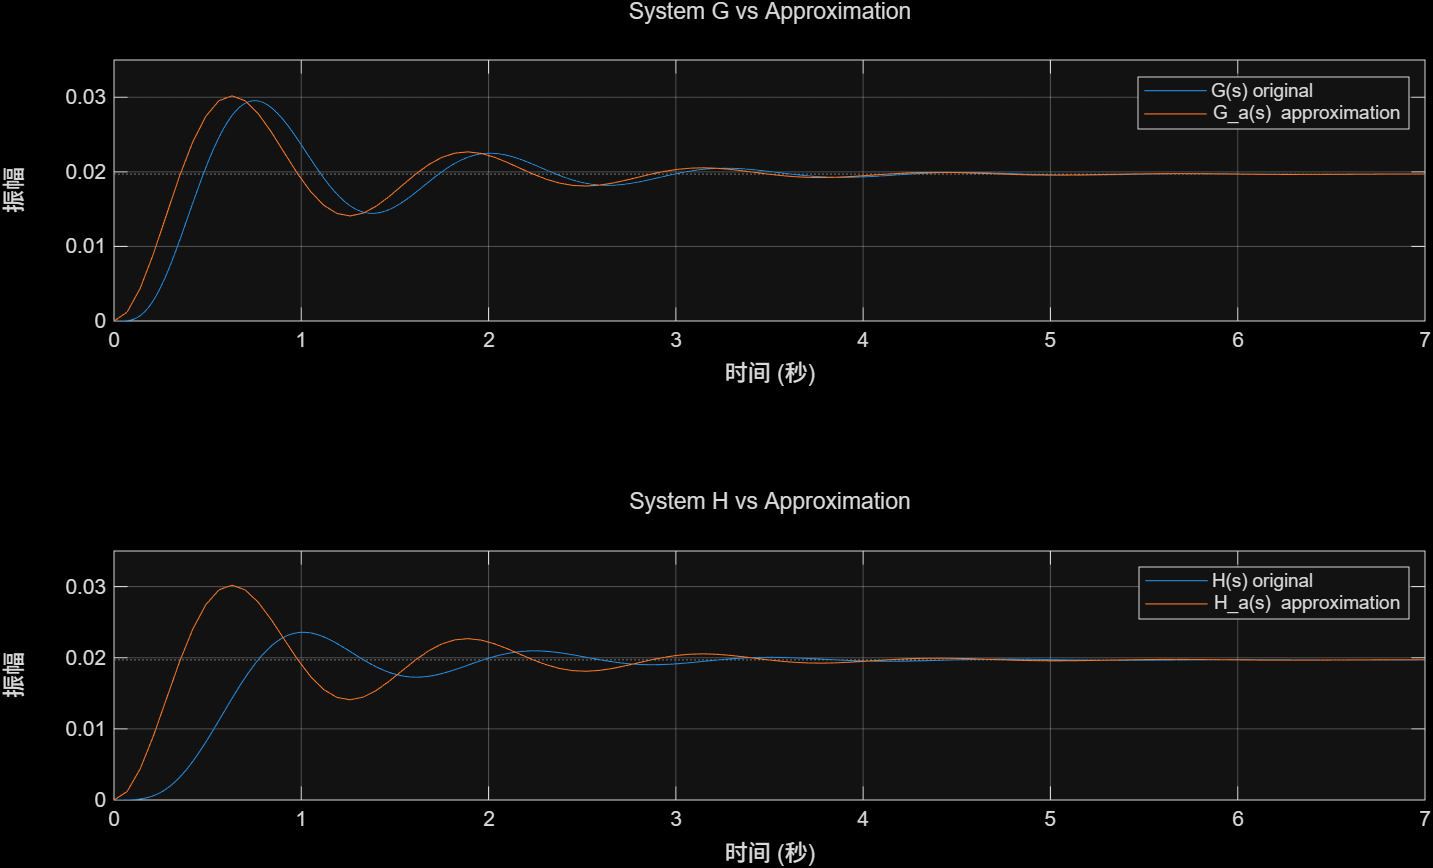 System G vs Approximation
G(s) original
G_a(s) approximation
0.03
0.02
0.01
0
振幅
0 1 2 3 4 5 6 7
时间 (秒)
System H vs Approximation
H(s) original
H_a(s) approximation
0.03
0.02
0.01
0
振幅
0 1 2 3 4 5 6 7
时间 (秒)